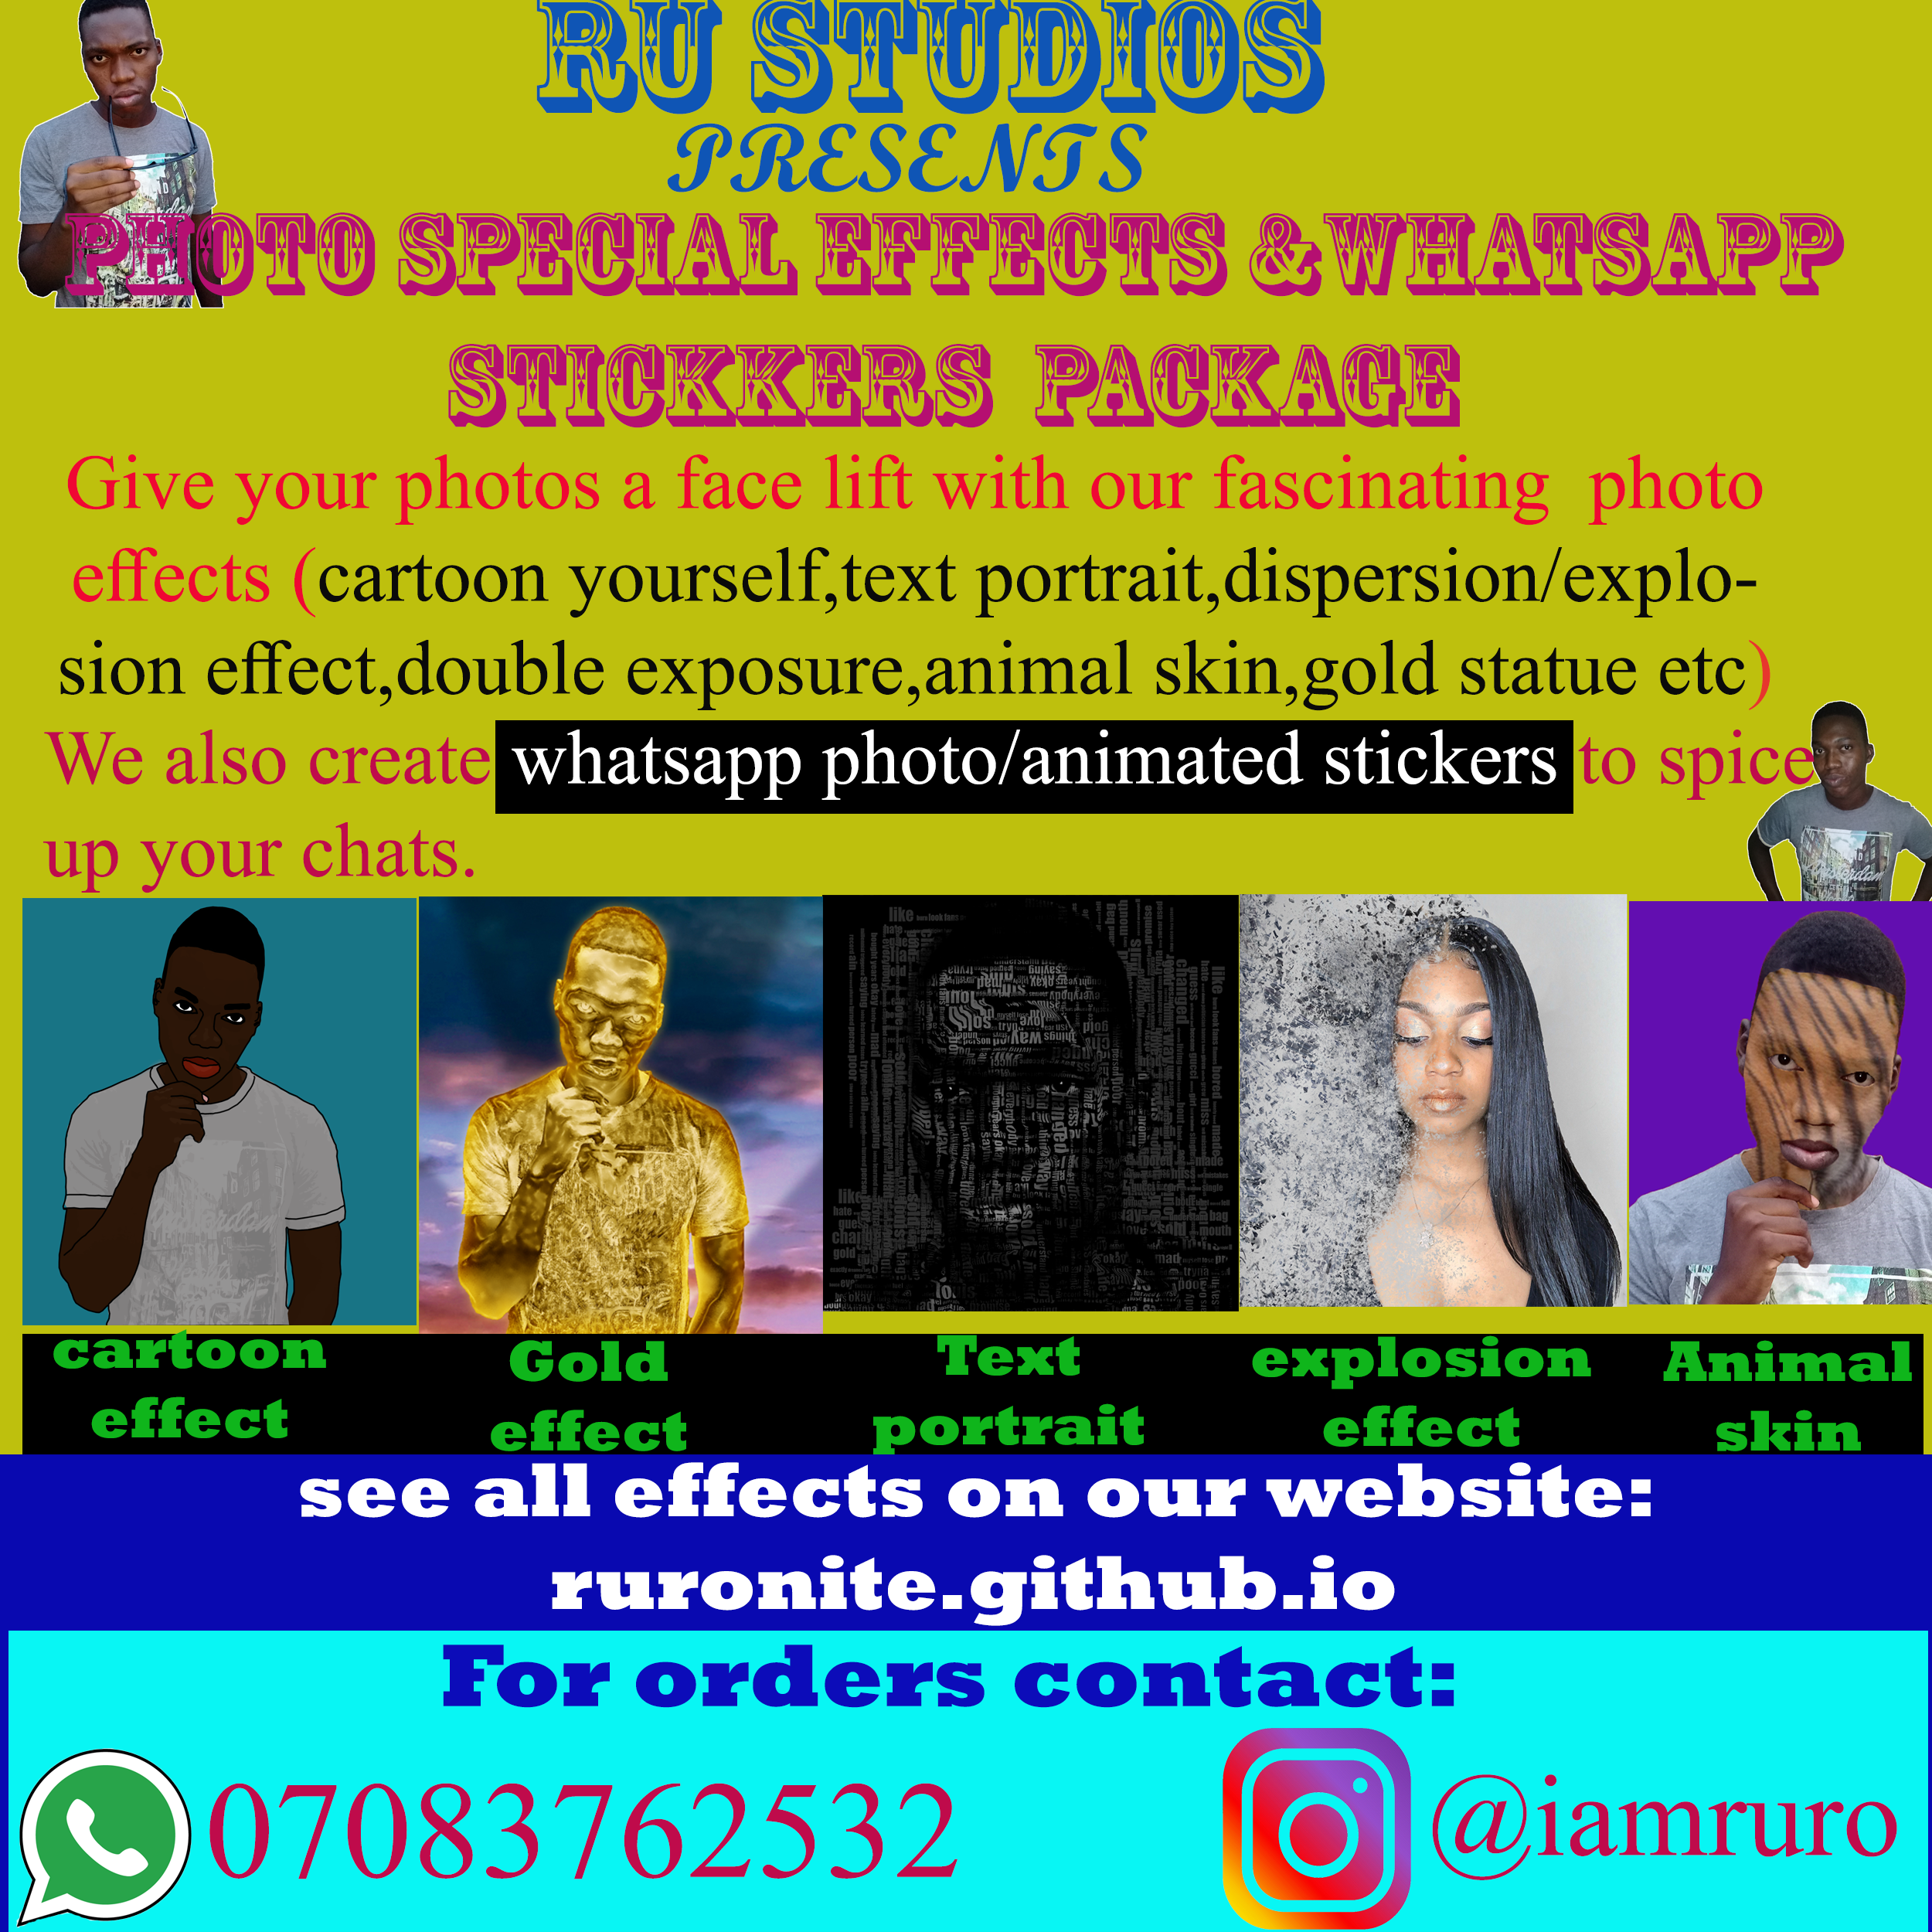 RU STUDIOS
PRESENTS
PHOTO SPECIAL EFFECTS &WHATSAPP
STICKKERS PACKAGE
Give your photos a face lift with our fascinating photo
effects (cartoon yourself,text portrait,dispersion/explo-
sion effect,double exposure,animal skin,gold statue etc)
We also create whatsapp photo/animated stickers to spice
up your chats.
cartoon
effect
Gold
effect
Text
portrait
explosion
effect
Animal
skin
see all effects on our website:
ruronite.github.io
For orders contact:
07083762532
@iamruro